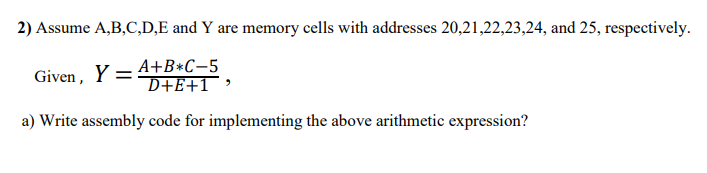 2) Assume A,B,C,D,E and Y are memory cells with addresses 20,21,22,23,24, and 25, respectively.
Given , Y = A+B*C−5
D+E+1 ,
a) Write assembly code for implementing the above arithmetic expression?